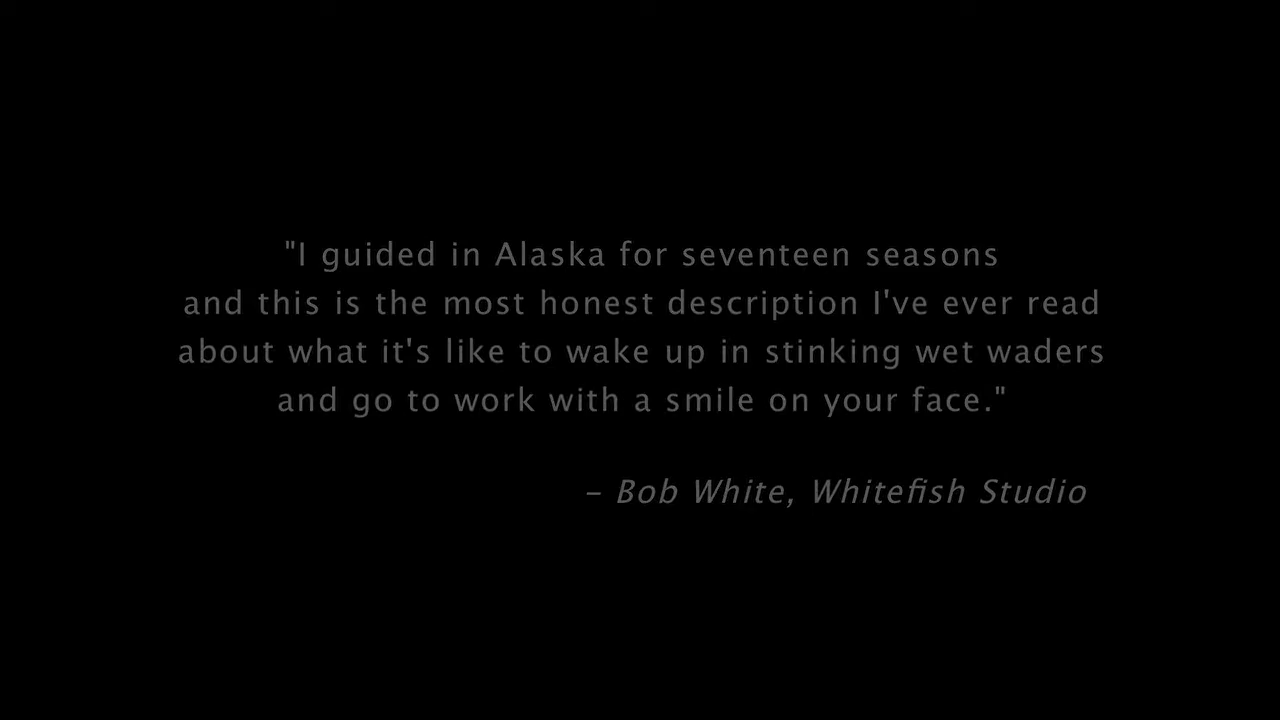 "I guided in Alaska for seventeen seasons
and this is the most honest description I've ever read
about what it's like to wake up in stinking wet waders
and go to work with a smile on your face."
– Bob White, Whitefish Studio